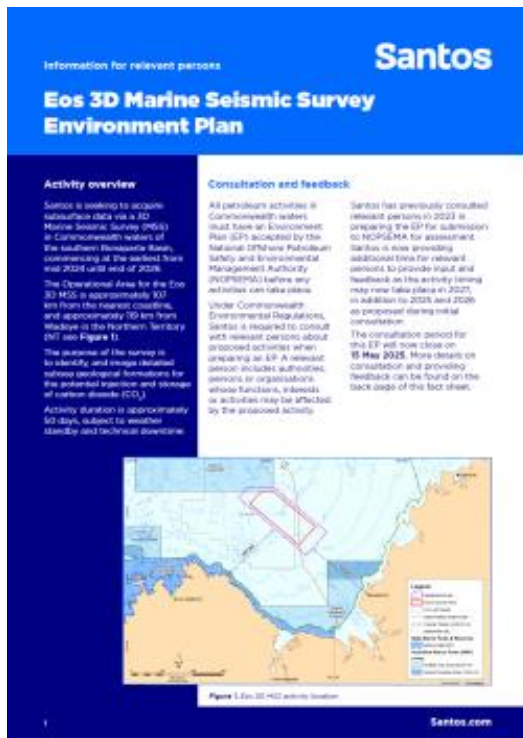 Information for relevant persons
Santos
Eos 3D Marine Seismic Survey
Environment Plan
Activity overview
Santos is seeking to acquire
subsurface data via a 3D
Marine Seismic Survey (MSS)
in Commonwealth waters of
the southern Bonaparte Basin,
commencing at the earliest from
mid 2024 until end of 2026.
The Operational Area for the Eos
3D MSS is approximately 107
km from the nearest coastline,
and approximately 119 km from
Wadeye in the Northern Territory
(NT see Figure 1).
The purpose of the survey is
to identify, and image detailed
subsea geological formations for
the potential injection and storage
of carbon dioxide (CO₂).
Activity duration is approximately
50 days, subject to weather
standby and technical downtime.
Consultation and feedback
All petroleum activities in
Commonwealth waters
must have an Environment
Plan (EP) accepted by the
National Offshore Petroleum
Safety and Environmental
Management Authority
(NOPSEMA) before any
activities can take place.
Under Commonwealth
Environmental Regulations,
Santos is required to consult
with relevant persons about
proposed activities when
preparing an EP. A relevant
person includes authorities,
persons or organisations
whose functions, interests
or activities may be affected
by the proposed activity.
Santos has previously consulted
relevant persons in 2023 in
preparing the EP for submission
to NOPSEMA for assessment.
Santos is now providing
additional time for relevant
persons to provide input and
feedback as the activity timing
may now take place in 2027,
in addition to 2025 and 2026
as proposed during initial
consultation.
The consultation period for
this EP will now close on
15 May 2025. More details on
consultation and providing
feedback can be found on the
back page of this fact sheet.
Legend
Figure 1. Eos 3D MSS activity location
1
Santos.com